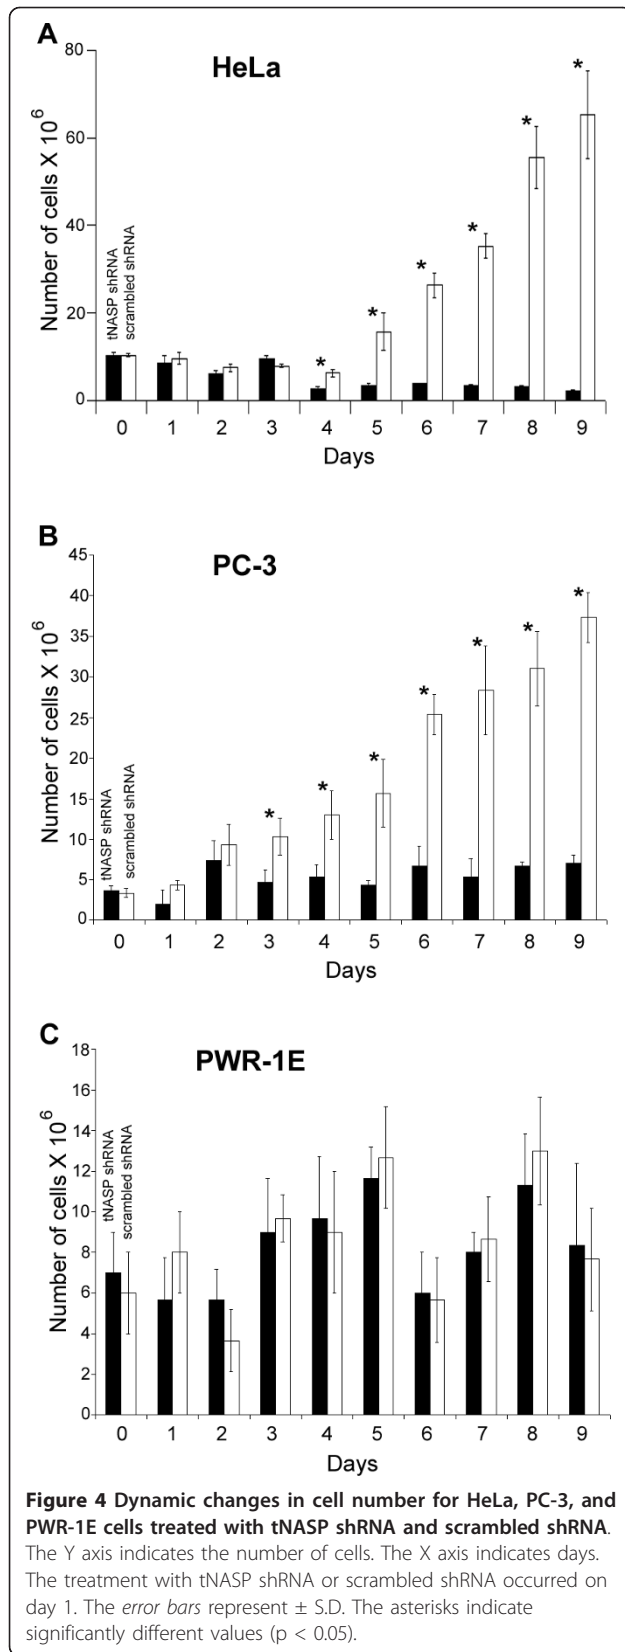 A
HeLa
80
60
40
20
0
Number of cells X 10^6
tNASP shRNA
scrambled shRNA
*
*
*
*
*
*
0 1 2 3 4 5 6 7 8 9
Days
B
PC-3
45
40
35
30
25
20
15
10
5
0
Number of cells X 10^6
tNASP shRNA
scrambled shRNA
*
*
*
*
*
*
*
0 1 2 3 4 5 6 7 8 9
Days
C
PWR-1E
18
16
14
12
10
8
6
4
2
0
Number of cells X 10^6
tNASP shRNA
scrambled shRNA
0 1 2 3 4 5 6 7 8 9
Days
Figure 4 Dynamic changes in cell number for HeLa, PC-3, and
PWR-1E cells treated with tNASP shRNA and scrambled shRNA.
The Y axis indicates the number of cells. The X axis indicates days.
The treatment with tNASP shRNA or scrambled shRNA occurred on
day 1. The error bars represent ± S.D. The asterisks indicate
significantly different values (p < 0.05).